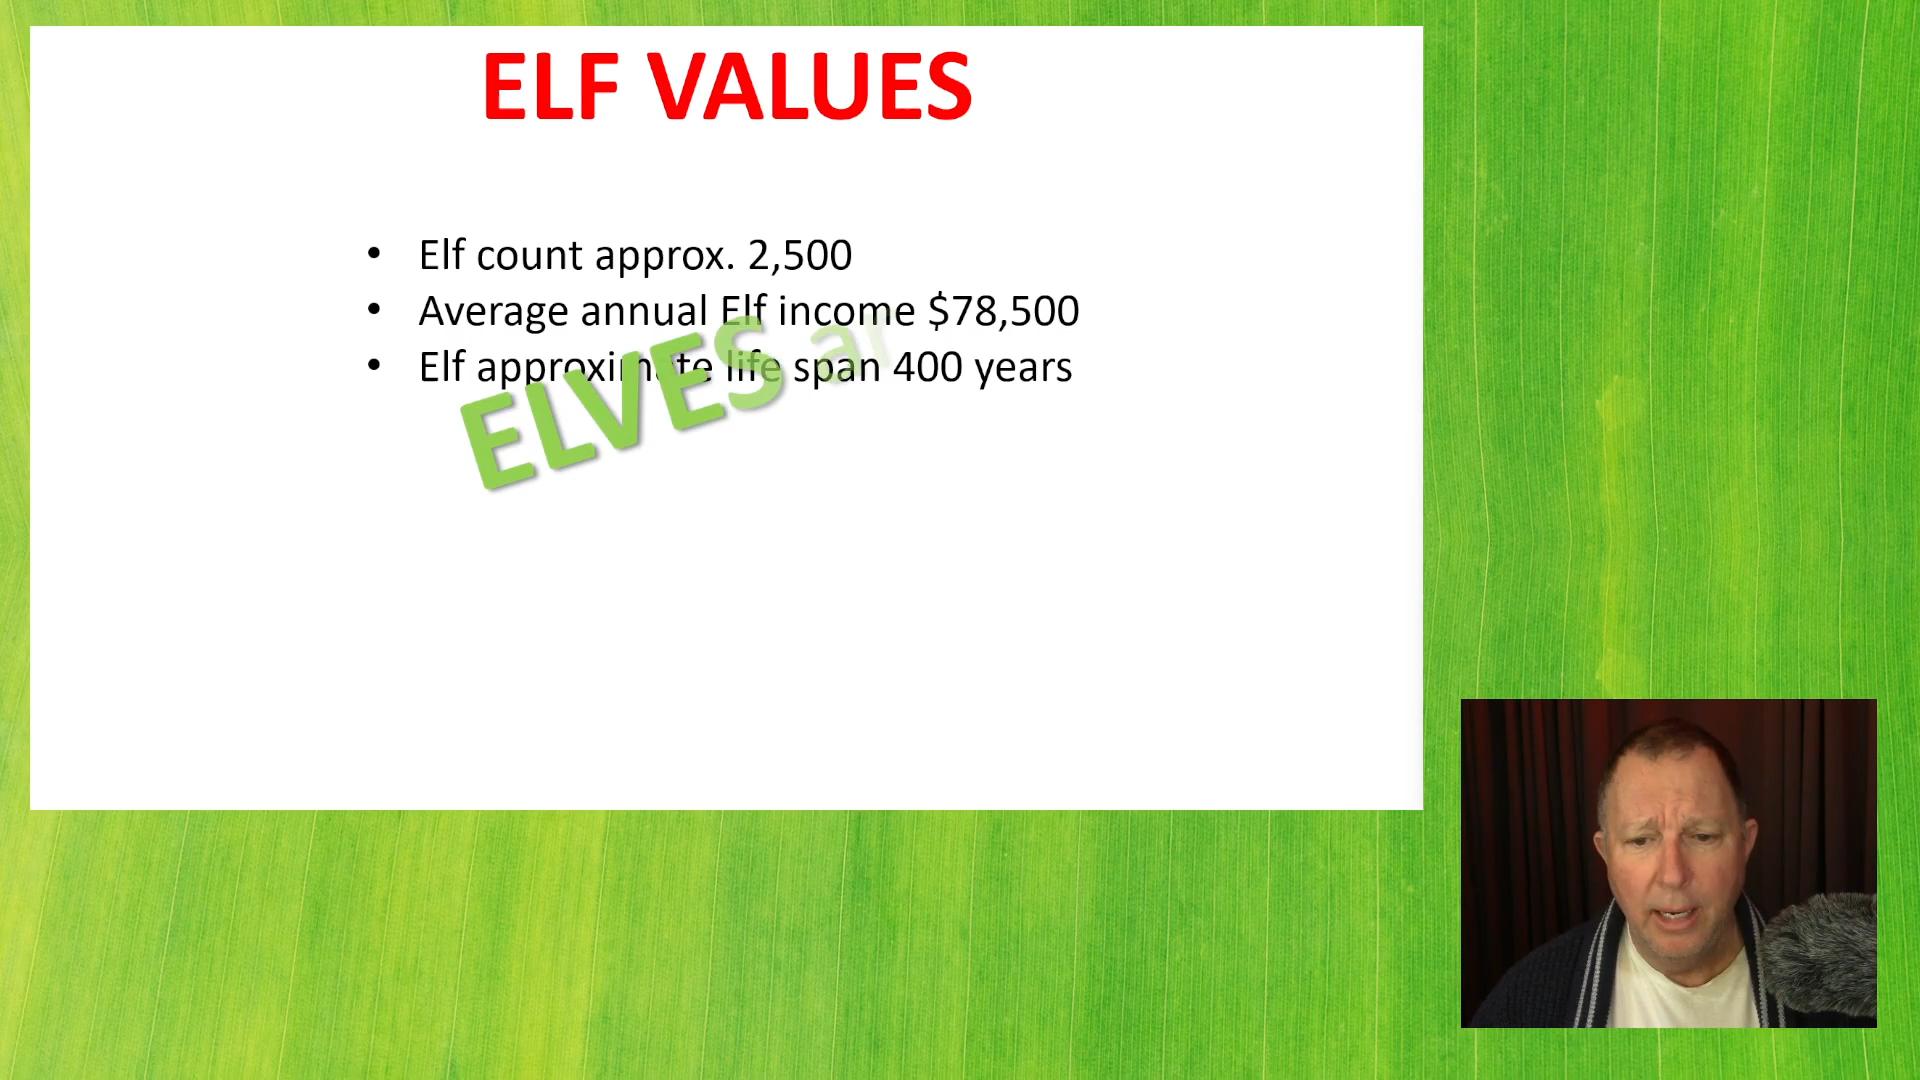 ELF VALUES
• Elf count approx. 2,500
• Average annual Elf income $78,500
• Elf approximate life span 400 years
ELVES ar